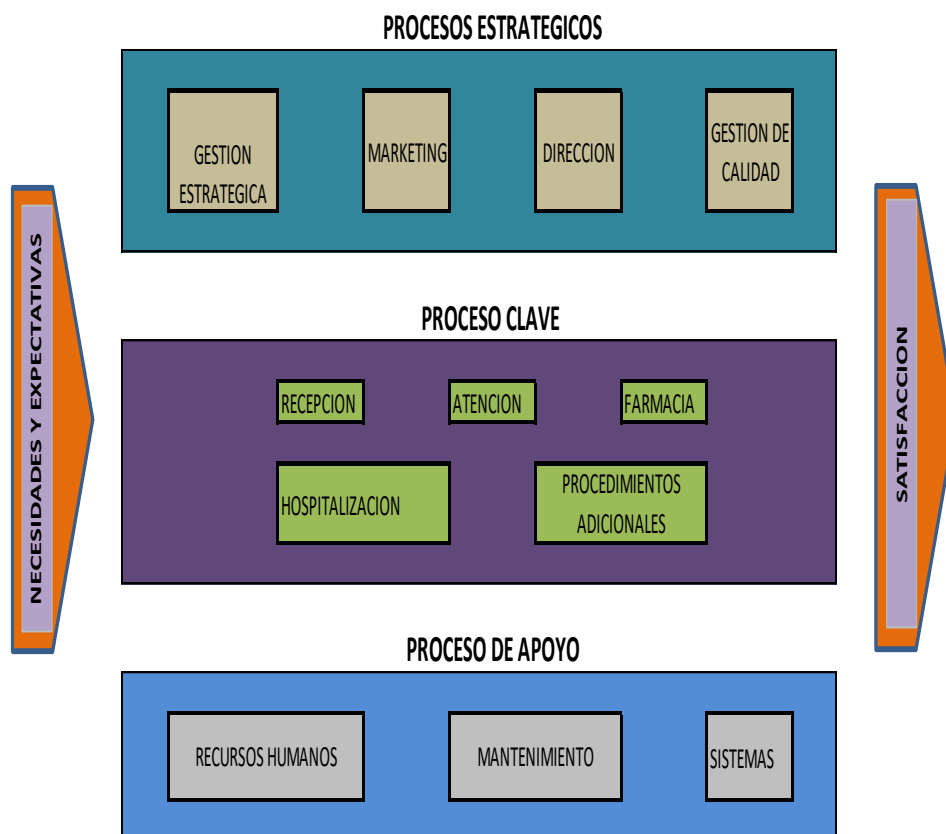 PROCESOS ESTRATEGICOS
GESTION
ESTRATEGICA
MARKETING
DIRECCION
GESTION DE
CALIDAD
NECESIDADES Y EXPECTATIVAS
PROCESO CLAVE
RECEPCION
ATENCION
FARMACIA
HOSPITALIZACION
PROCEDIMIENTOS
ADICIONALES
SATISFACCION
PROCESO DE APOYO
RECURSOS HUMANOS
MANTENIMIENTO
SISTEMAS